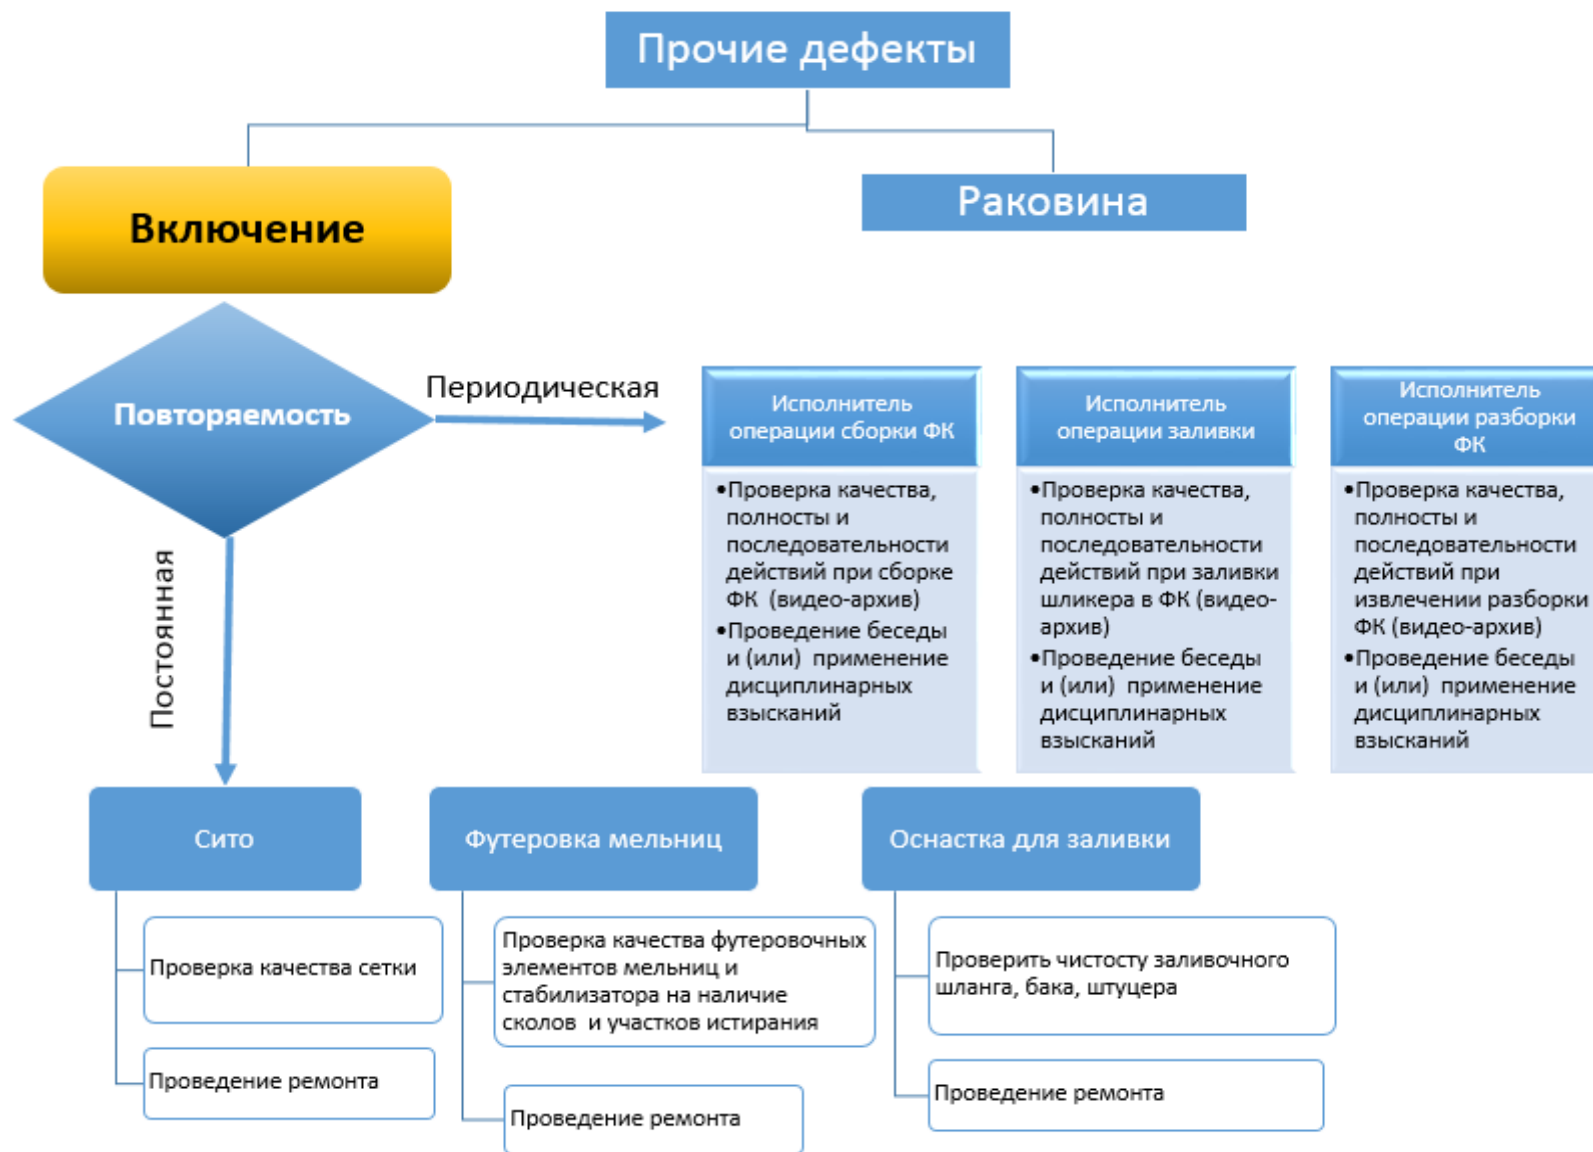 Прочие дефекты
Включение
Раковина
Повторяемость
Периодическая
Постоянная
Исполнитель
операции сборки ФК
•Проверка качества,
полносты и
последовательности
действий при сборке
ФК (видео-архив)
•Проведение беседы
и (или) применение
дисциплинарных
взысканий
Исполнитель
операции заливки
•Проверка качества,
полносты и
последовательности
действий при заливки
шликера в ФК (видео-
архив)
•Проведение беседы
и (или) применение
дисциплинарных
взысканий
Исполнитель
операции разборки
ФК
•Проверка качества,
полносты и
последовательности
действий при
извлечении разборки
ФК (видео-архив)
•Проведение беседы
и (или) применение
дисциплинарных
взысканий
Сито
Проверка качества сетки
Проведение ремонта
Футеровка мельниц
Проверка качества футеровочных
элементов мельниц и
стабилизатора на наличие
сколов и участков истирания
Проведение ремонта
Оснастка для заливки
Проверить чистосту заливочного
шланга, бака, штуцера
Проведение ремонта